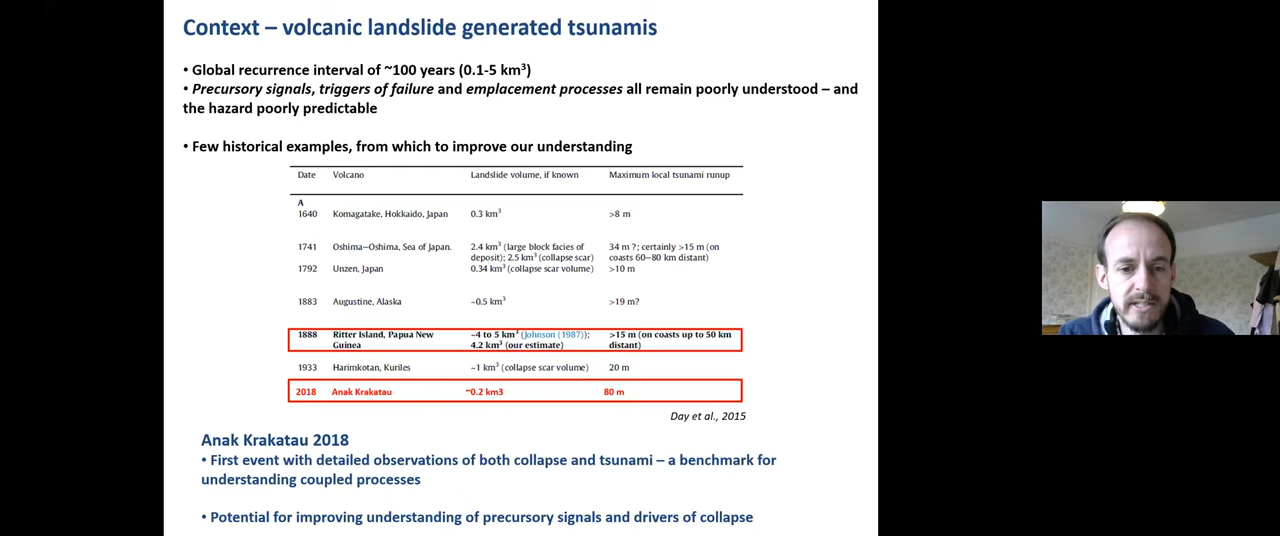 Context – volcanic landslide generated tsunamis
• Global recurrence interval of ~100 years (0.1-5 km³)
• Precursory signals, triggers of failure and emplacement processes all remain poorly understood – and
the hazard poorly predictable
• Few historical examples, from which to improve our understanding
Date Volcano Landslide volume, if known Maximum local tsunami runup
A
1640 Komagatake, Hokkaido, Japan 0.3 km³ >8 m
1741 Oshima–Oshima, Sea of Japan. 2.4 km³ (large block facies of 34 m ?; certainly >15 m (on
deposit); 2.5 km³ (collapse scar) coasts 60–80 km distant)
1792 Unzen, Japan 0.34 km³ (collapse scar volume) >10 m
1883 Augustine, Alaska ~0.5 km³ >19 m?
1888 Ritter Island, Papua New ~4 to 5 km³ (Johnson (1987)); >15 m (on coasts up to 50 km
Guinea 4.2 km³ (our estimate) distant)
1933 Harimkotan, Kuriles ~1 km³ (collapse scar volume) 20 m
2018 Anak Krakatau ~0.2 km3 80 m
Day et al., 2015
Anak Krakatau 2018
• First event with detailed observations of both collapse and tsunami – a benchmark for
understanding coupled processes
• Potential for improving understanding of precursory signals and drivers of collapse